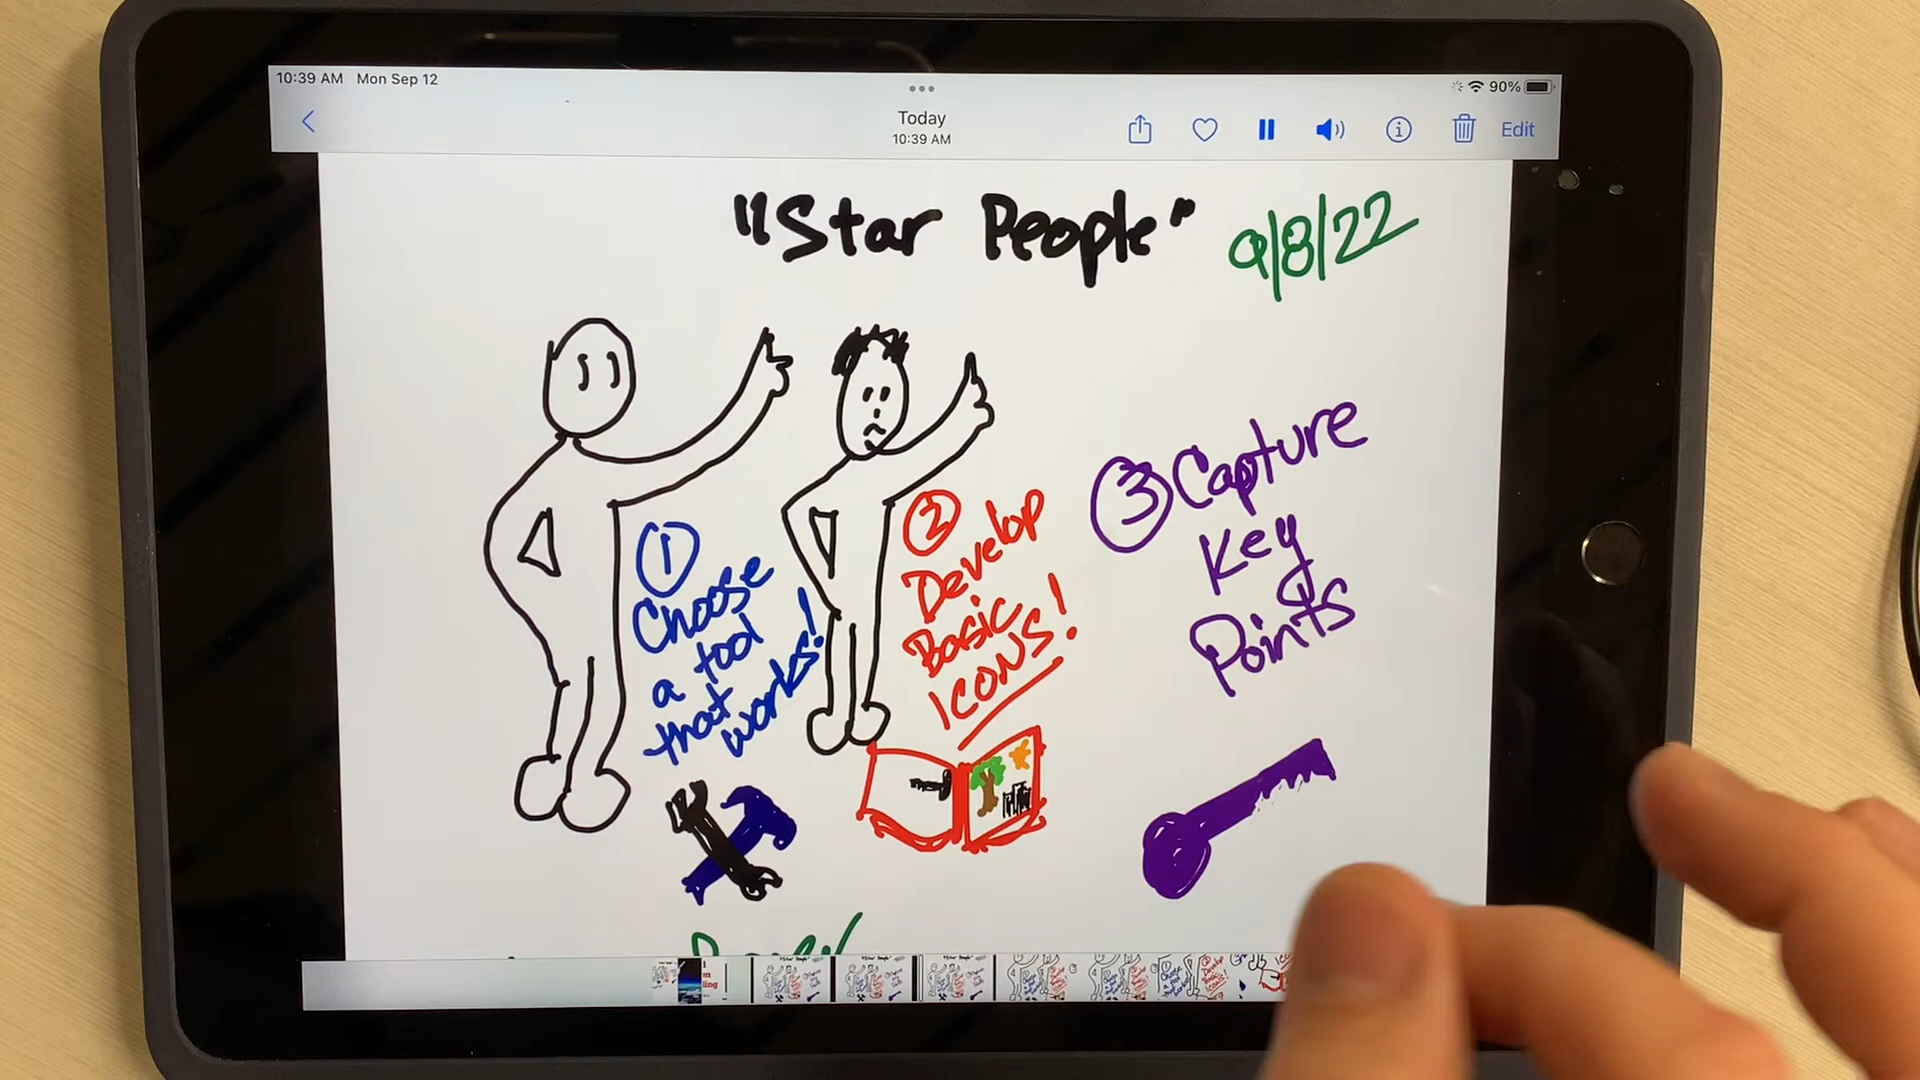 10:39 AM Mon Sep 12
90%
Today
10:39 AM
Edit
"Star People"
9/8/22
① Choose
a tool
that works!
② Develop
Basic
ICONS!
③ Capture
Key
Points